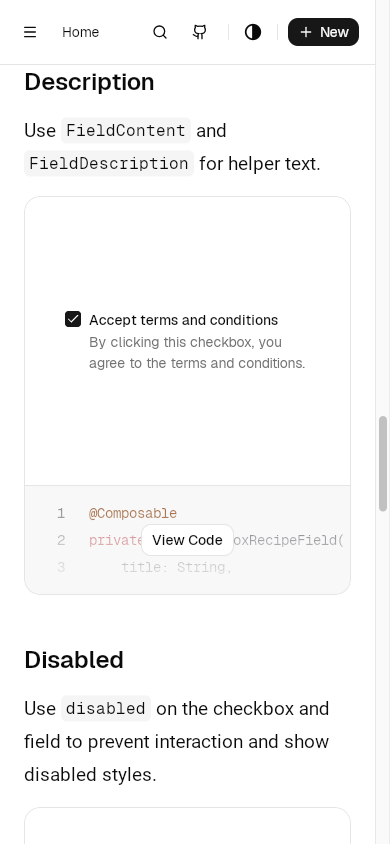 Home
New
Description
Use FieldContent and
FieldDescription for helper text.
Accept terms and conditions
By clicking this checkbox, you
agree to the terms and conditions.
1 @Composable
2 private oxRecipeField(
View Code
3 title: String,
Disabled
Use disabled on the checkbox and
field to prevent interaction and show
disabled styles.